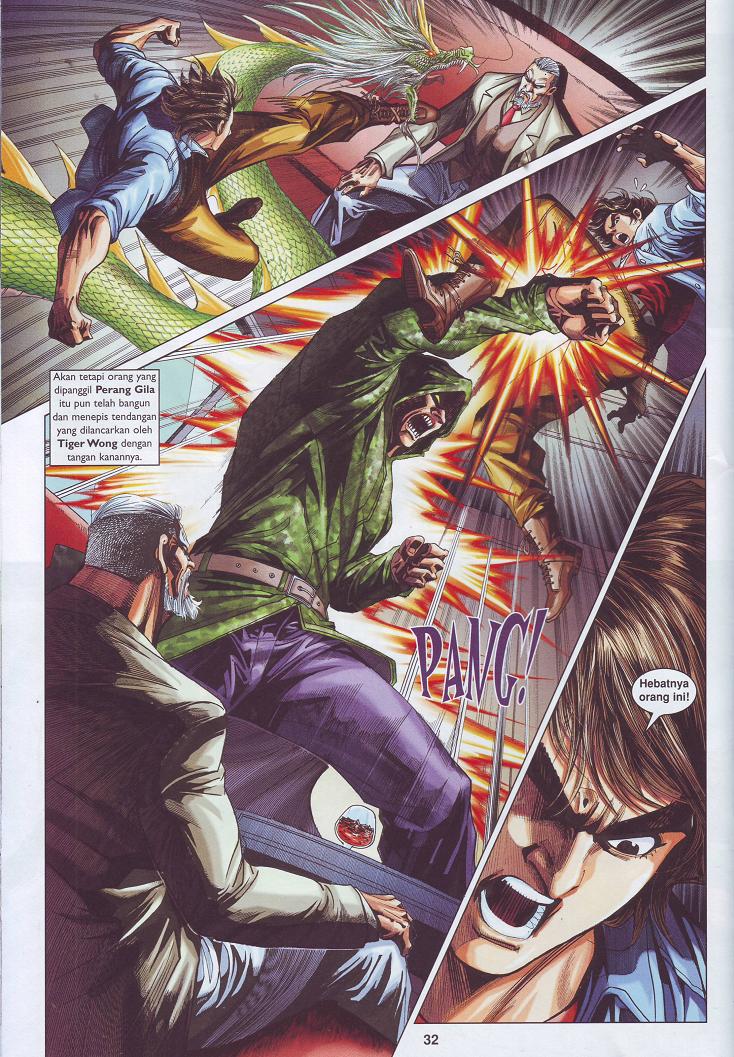 Akan tetapi orang yang
dipanggil Perang Gila
itu pun telah bangun
dan menepis tendangan
yang dilancarkan oleh
Tiger Wong dengan
tangan kanannya.
PANG!
Hebatnya
orang ini!
32